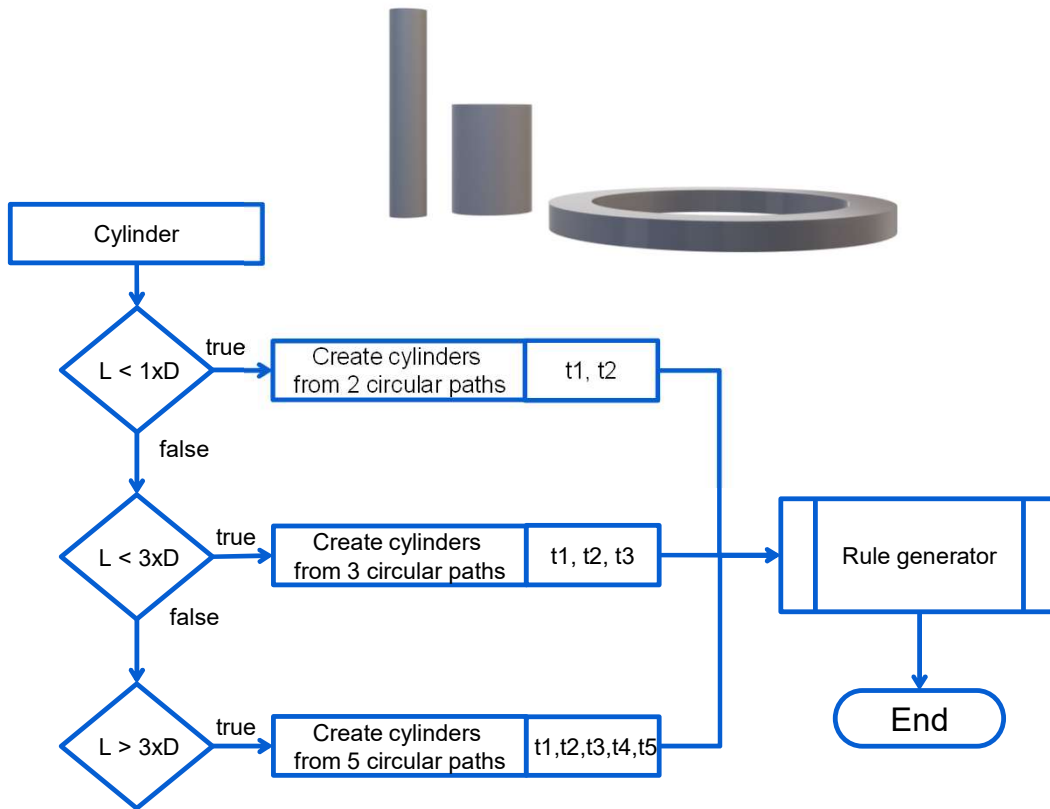 Cylinder
L < 1xD
true
Create cylinders
from 2 circular paths
t1, t2
false
L < 3xD
true
Create cylinders
from 3 circular paths
t1, t2, t3
Rule generator
false
L > 3xD
true
Create cylinders
from 5 circular paths
t1,t2,t3,t4,t5
End